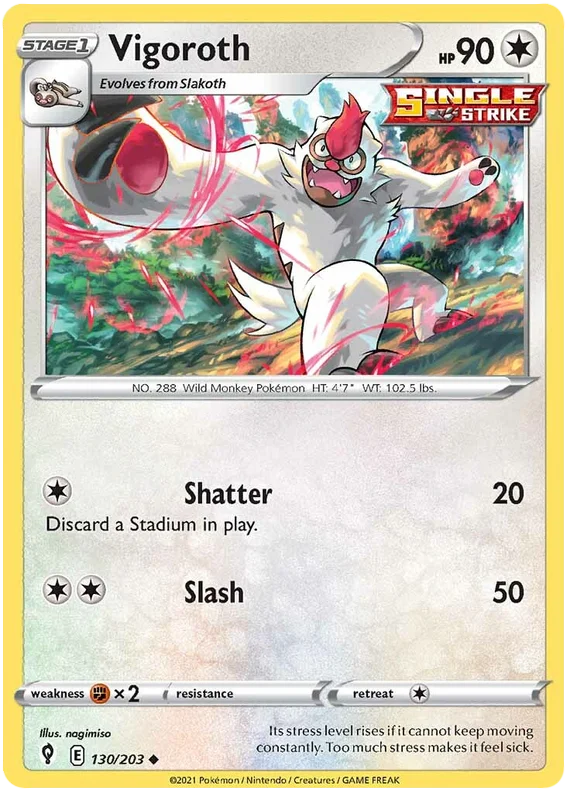 STAGE1 Vigoroth HP 90
Evolves from Slakoth
SINGLE
STRIKE
NO. 288 Wild Monkey Pokémon HT: 4'7" WT: 102.5 lbs.
Shatter 20
Discard a Stadium in play.
Slash 50
weakness ×2 resistance retreat
Illus. nagimiso
Its stress level rises if it cannot keep moving
constantly. Too much stress makes it feel sick.
E 130/203
©2021 Pokémon / Nintendo / Creatures / GAME FREAK